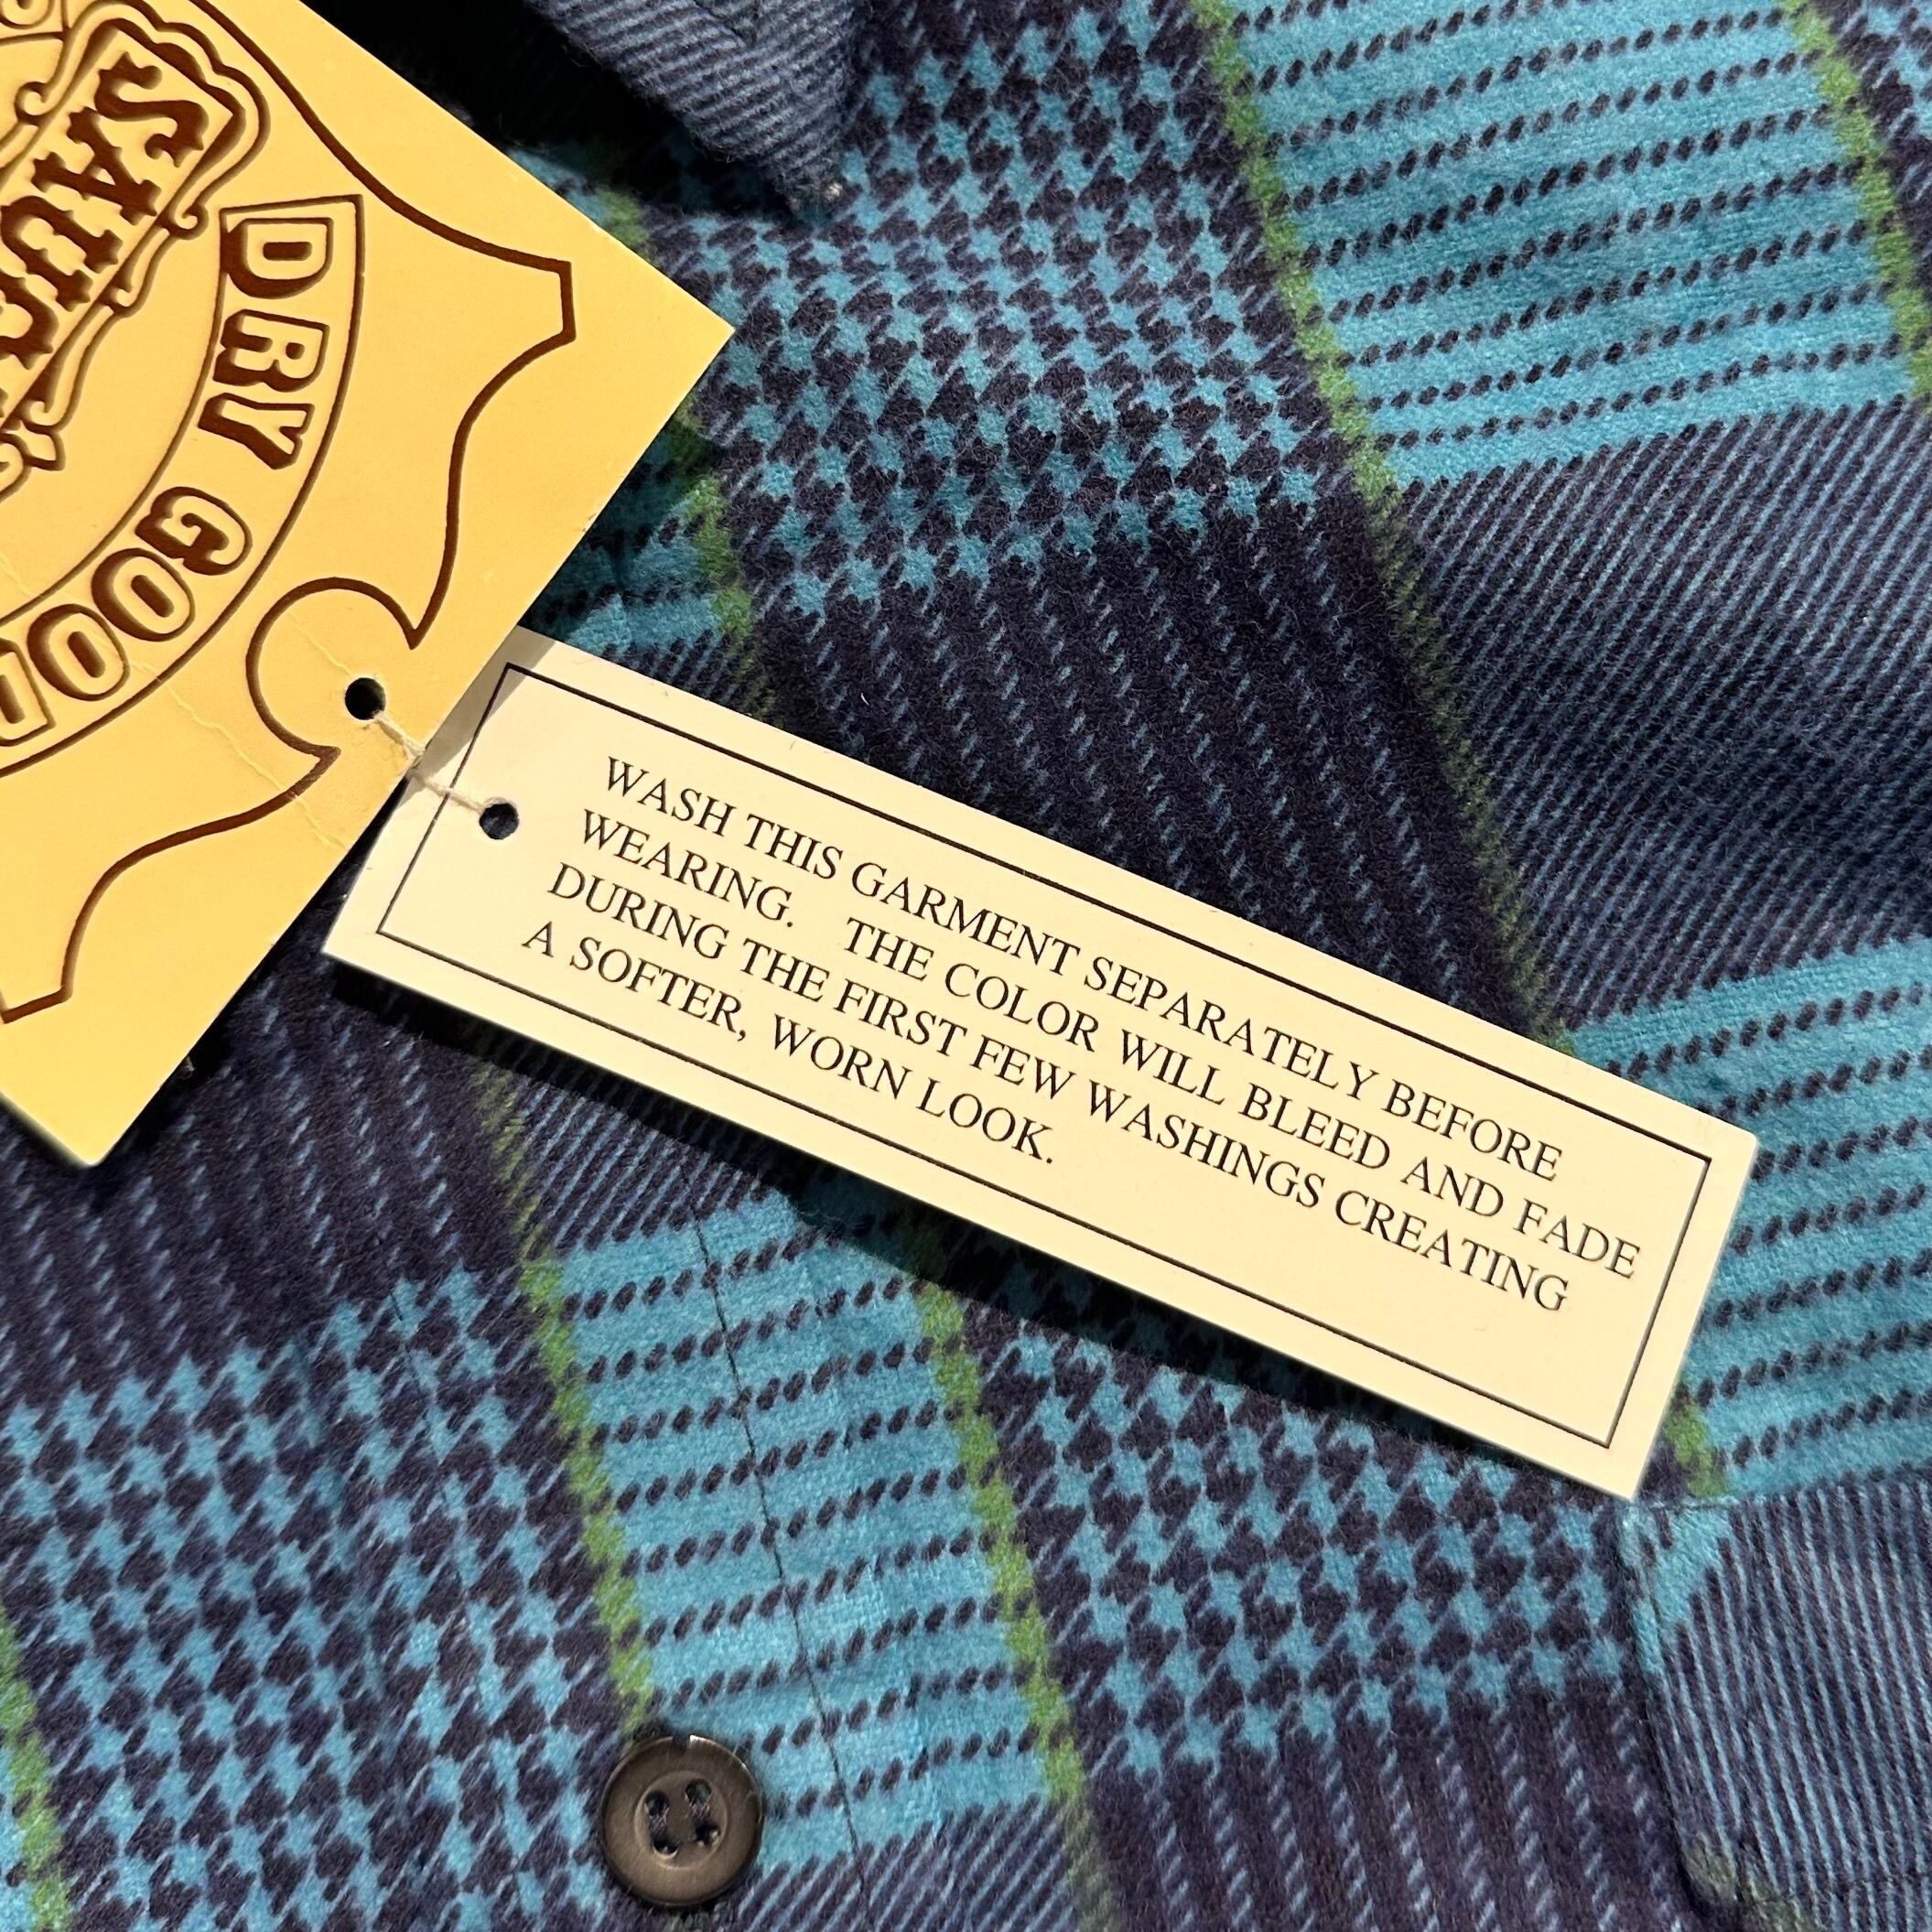 DRY GOOD
WASH THIS GARMENT SEPARATELY BEFORE
WEARING. THE COLOR WILL BLEED AND FADE
DURING THE FIRST FEW WASHINGS CREATING
A SOFTER, WORN LOOK.